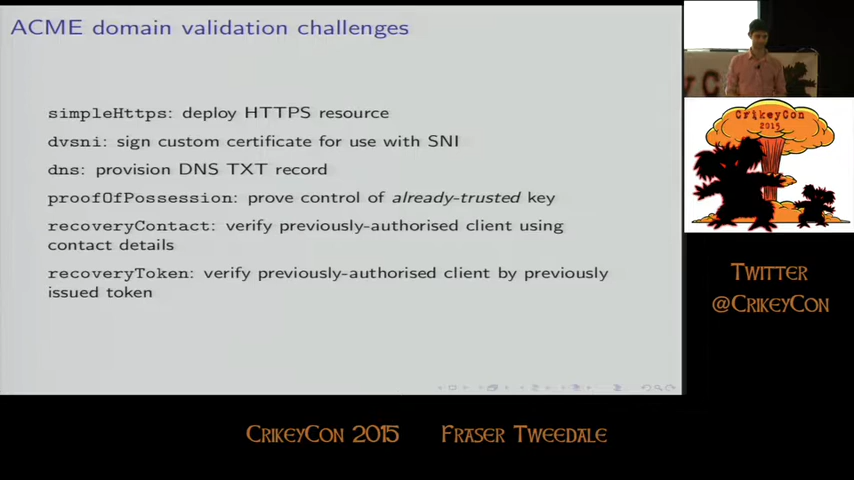 ACME domain validation challenges
simpleHttps: deploy HTTPS resource
dvsni: sign custom certificate for use with SNI
dns: provision DNS TXT record
proofOfPossession: prove control of already-trusted key
recoveryContact: verify previously-authorised client using
contact details
recoveryToken: verify previously-authorised client by previously
issued token
CrikeyCon
2015
Twitter
@CrikeyCon
CrikeyCon 2015 Fraser Tweedale